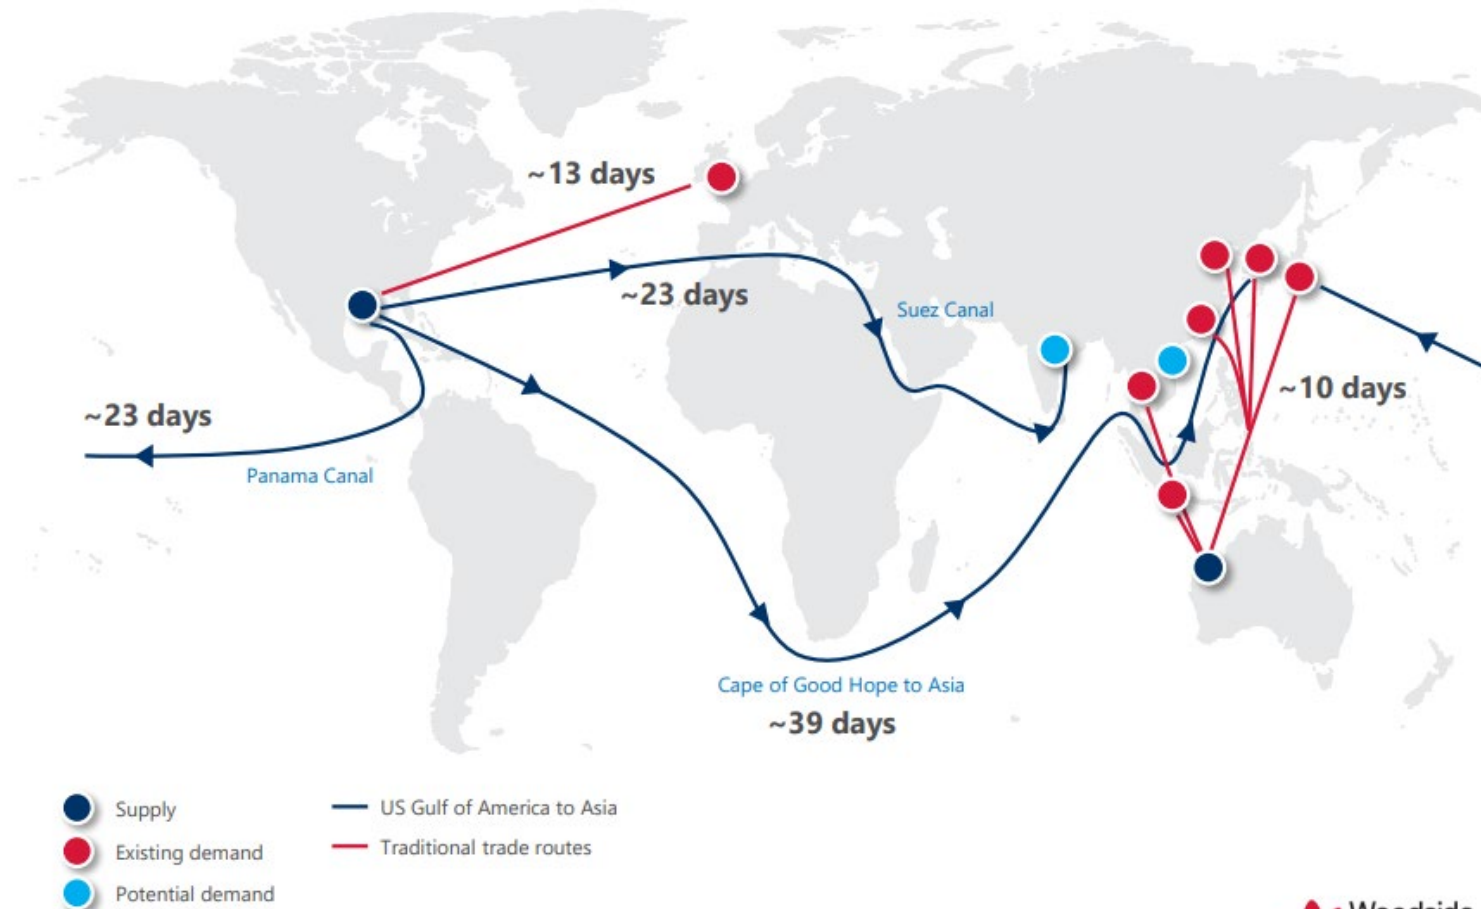 ~13 days
~23 days
Suez Canal
~10 days
~23 days
Panama Canal
Cape of Good Hope to Asia
~39 days
Supply
US Gulf of America to Asia
Existing demand
Traditional trade routes
Potential demand